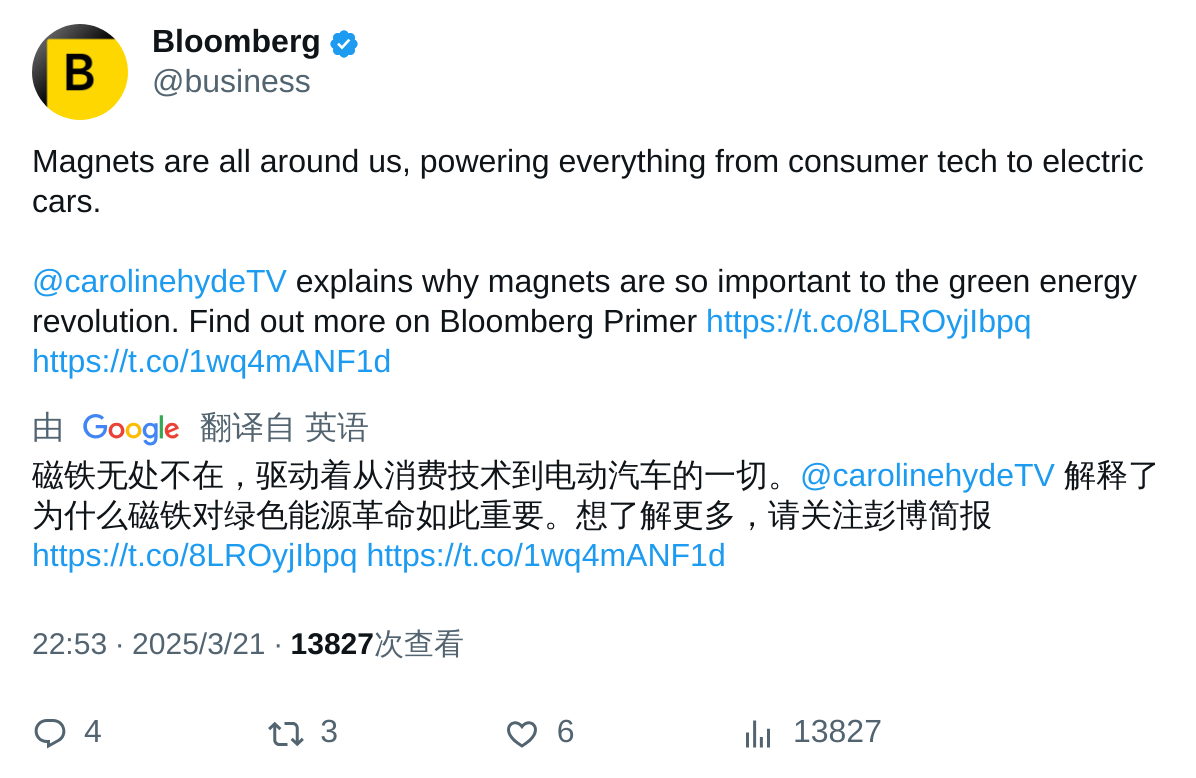 B
Bloomberg
@business
Magnets are all around us, powering everything from consumer tech to electric
cars.
@carolinehydeTV explains why magnets are so important to the green energy
revolution. Find out more on Bloomberg Primer https://t.co/8LROyjIbpq
https://t.co/1wq4mANF1d
由 Google 翻译自 英语
磁铁无处不在，驱动着从消费技术到电动汽车的一切。@carolinehydeTV 解释了
为什么磁铁对绿色能源革命如此重要。想了解更多，请关注彭博简报
https://t.co/8LROyjIbpq https://t.co/1wq4mANF1d
22:53 · 2025/3/21 · 13827次查看
4 3 6 13827